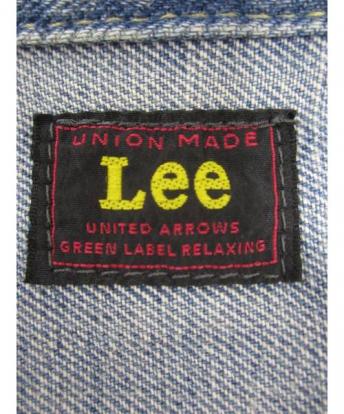 UNION MADE
Lee
UNITED ARROWS
GREEN LABEL RELAXING